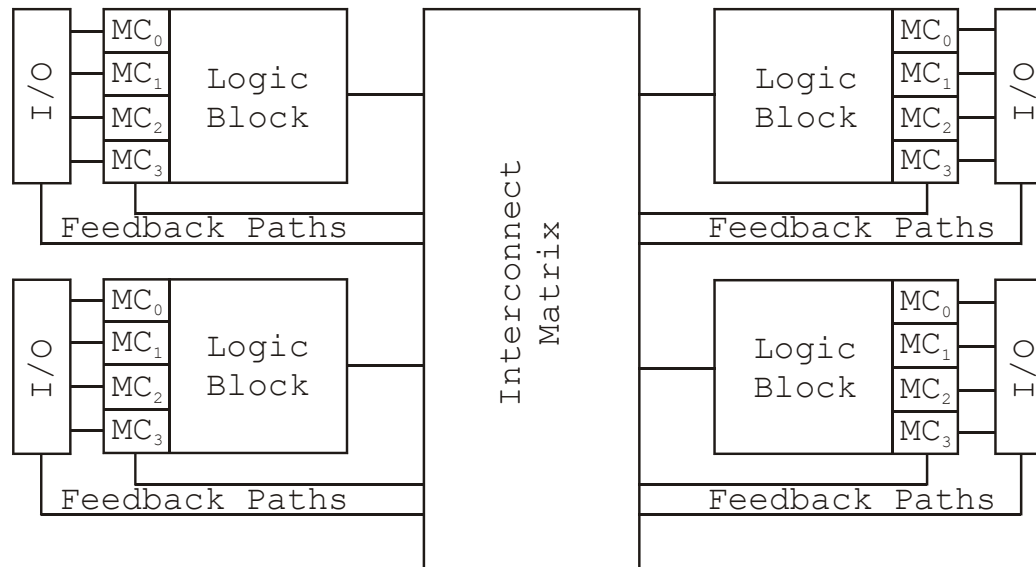 I/O
MC₀
MC₁
MC₂
MC₃
Logic
Block
Feedback Paths
Interconnect
Matrix
Logic
Block
MC₀
MC₁
MC₂
MC₃
I/O
Feedback Paths
I/O
MC₀
MC₁
MC₂
MC₃
Logic
Block
Feedback Paths
Logic
Block
MC₀
MC₁
MC₂
MC₃
I/O
Feedback Paths